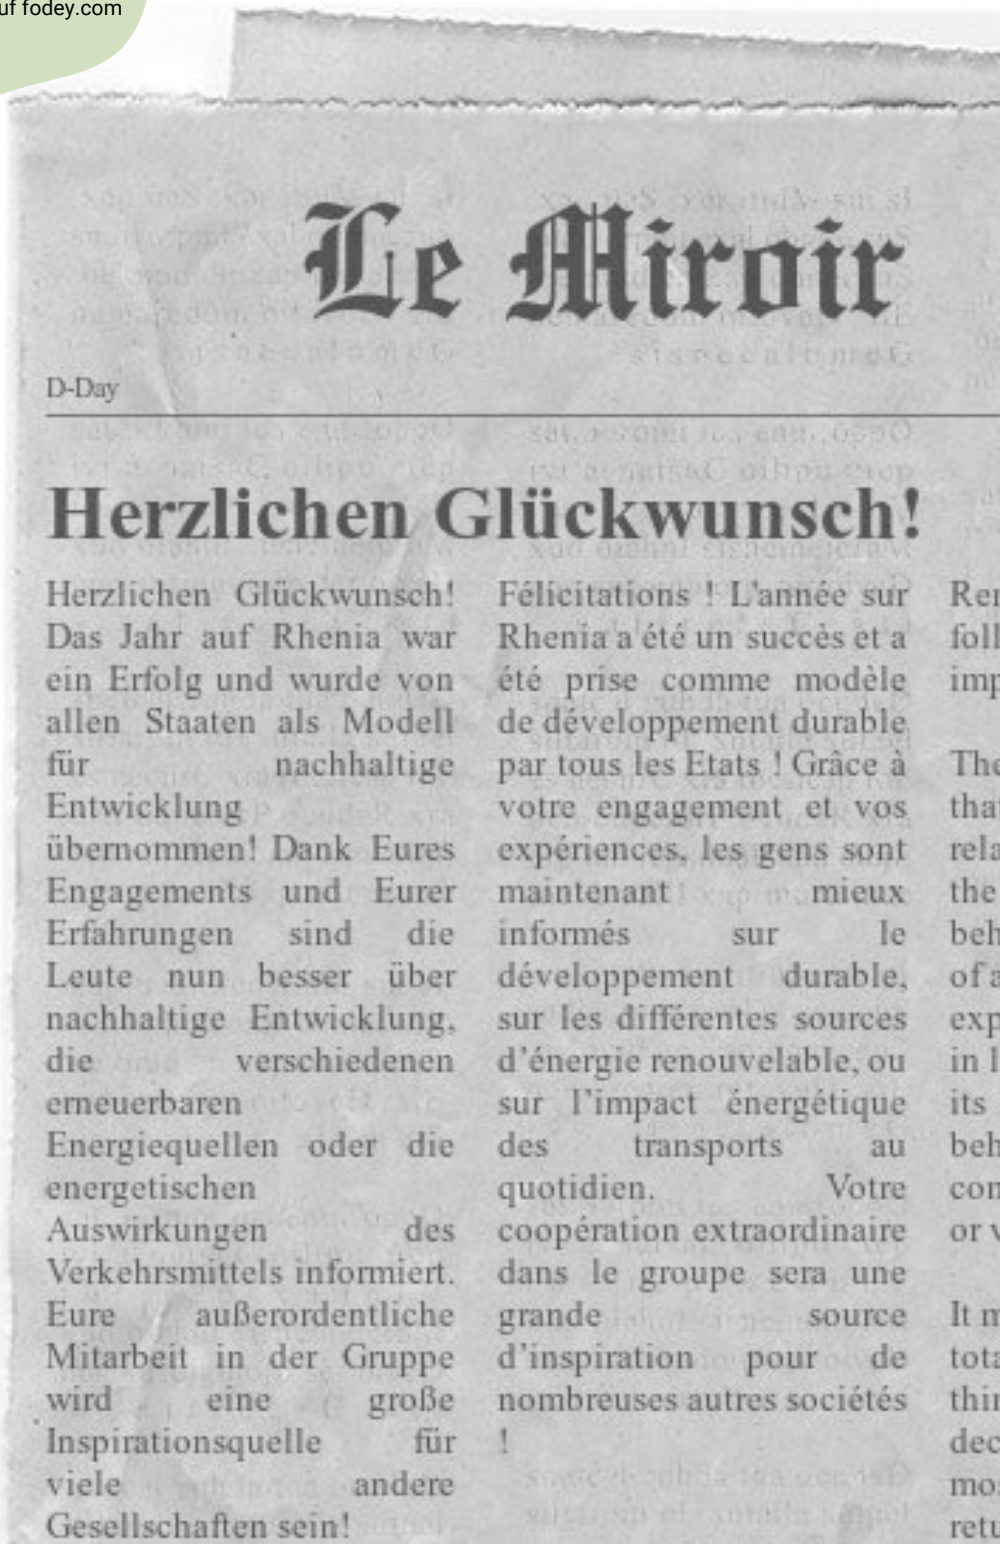 uf fodey.com
Le Miroir
D-Day
Herzlichen Glückwunsch!
Herzlichen Glückwunsch!
Das Jahr auf Rhenia war
ein Erfolg und wurde von
allen Staaten als Modell
für nachhaltige
Entwicklung
übernommen! Dank Eures
Engagements und Eurer
Erfahrungen sind die
Leute nun besser über
nachhaltige Entwicklung,
die verschiedenen
erneuerbaren
Energiequellen oder die
energetischen
Auswirkungen des
Verkehrsmittels informiert.
Eure außerordentliche
Mitarbeit in der Gruppe
wird eine große
Inspirationsquelle für
viele andere
Gesellschaften sein!
Félicitations ! L'année sur
Rhenia a été un succès et a
été prise comme modèle
de développement durable
par tous les Etats ! Grâce à
votre engagement et vos
expériences, les gens sont
maintenant mieux
informés sur le
développement durable,
sur les différentes sources
d’énergie renouvelable, ou
sur l’impact énergétique
des transports au
quotidien. Votre
coopération extraordinaire
dans le groupe sera une
grande source
d’inspiration pour de
nombreuses autres sociétés
!
The
that
the
in
its
or
It